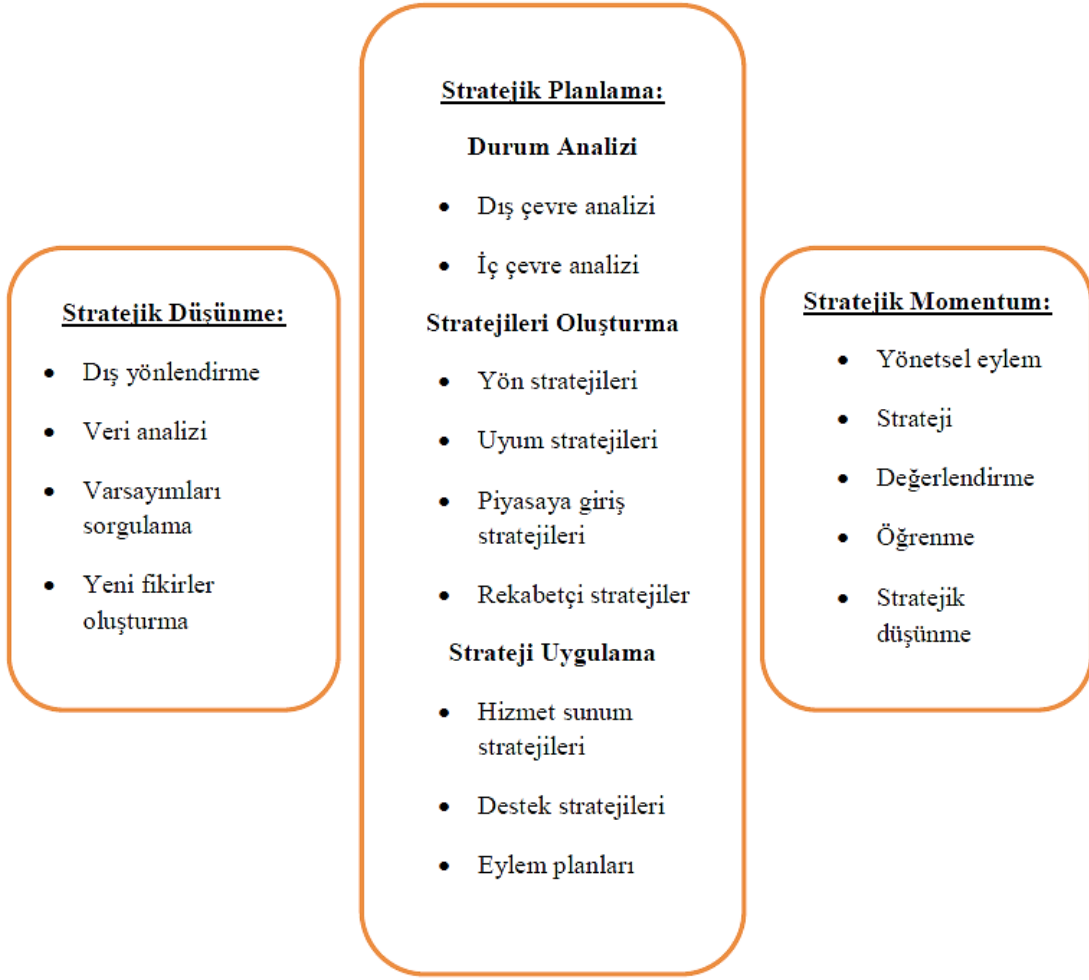 Stratejik Düşünme:
Dış yönlendirme
Veri analizi
Varsayımları
sorgulama
Yeni fikirler
oluşturma
Stratejik Planlama:
Durum Analizi
Dış çevre analizi
İç çevre analizi
Stratejileri Oluşturma
Yön stratejileri
Uyum stratejileri
Piyasaya giriş
stratejileri
Rekabetçi stratejiler
Strateji Uygulama
Hizmet sunum
stratejileri
Destek stratejileri
Eylem planları
Stratejik Momentum:
Yönetsel eylem
Strateji
Değerlendirme
Öğrenme
Stratejik
düşünme